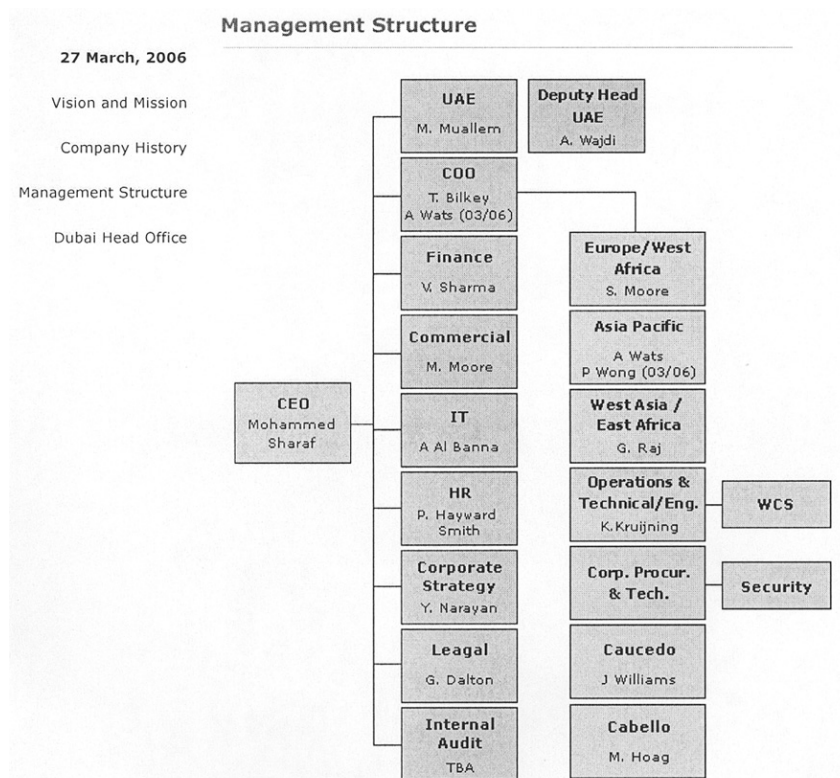 Management Structure
27 March, 2006
Vision and Mission
Company History
Management Structure
Dubai Head Office
CEO
Mohammed
Sharaf
UAE
M. Muallem
Deputy Head
UAE
A. Wajdi
COO
T. Bilkey
A Wats (03/06)
Finance
V. Sharma
Commercial
M. Moore
IT
A Al Banna
HR
P. Hayward
Smith
Corporate
Strategy
Y. Narayan
Leagal
G. Dalton
Internal
Audit
TBA
Europe/West
Africa
S. Moore
Asia Pacific
A Wats
P Wong (03/06)
West Asia /
East Africa
G. Raj
Operations &
Technical/Eng.
K.Kruijning
WCS
Corp. Procur.
& Tech.
Security
Caucedo
J Williams
Cabello
M. Hoag